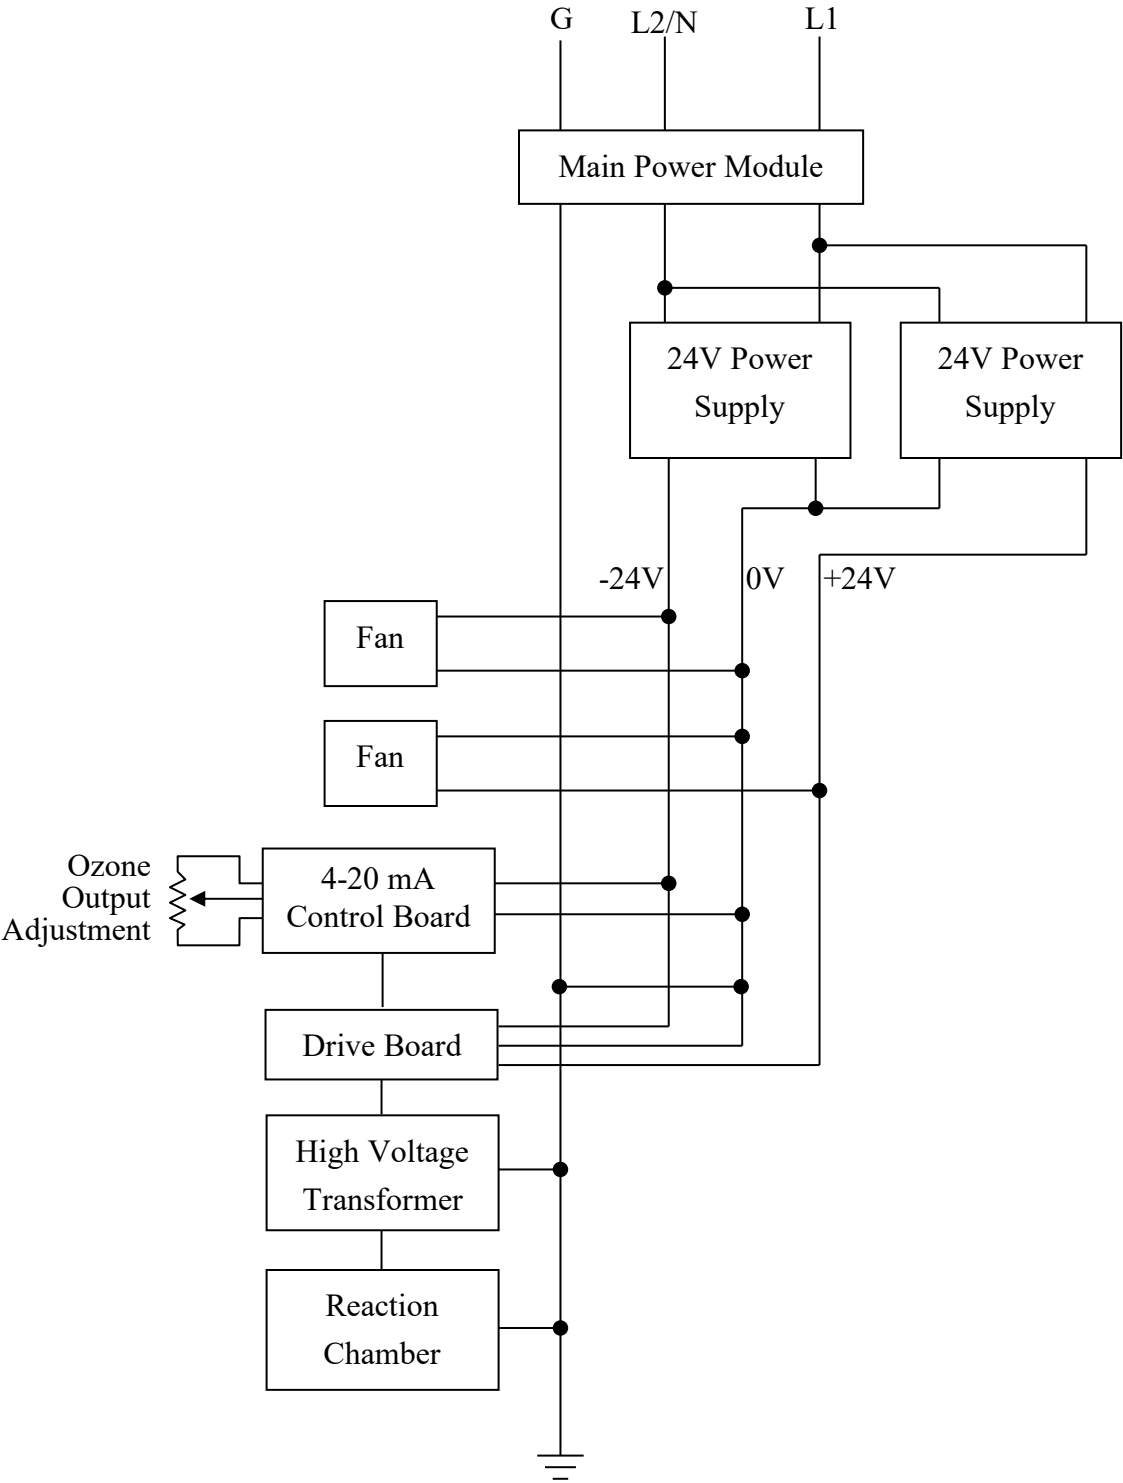 G
L2/N
L1
Main Power Module
24V Power
Supply
24V Power
Supply
-24V
0V
+24V
Fan
Fan
Ozone
Output
Adjustment
4-20 mA
Control Board
Drive Board
High Voltage
Transformer
Reaction
Chamber